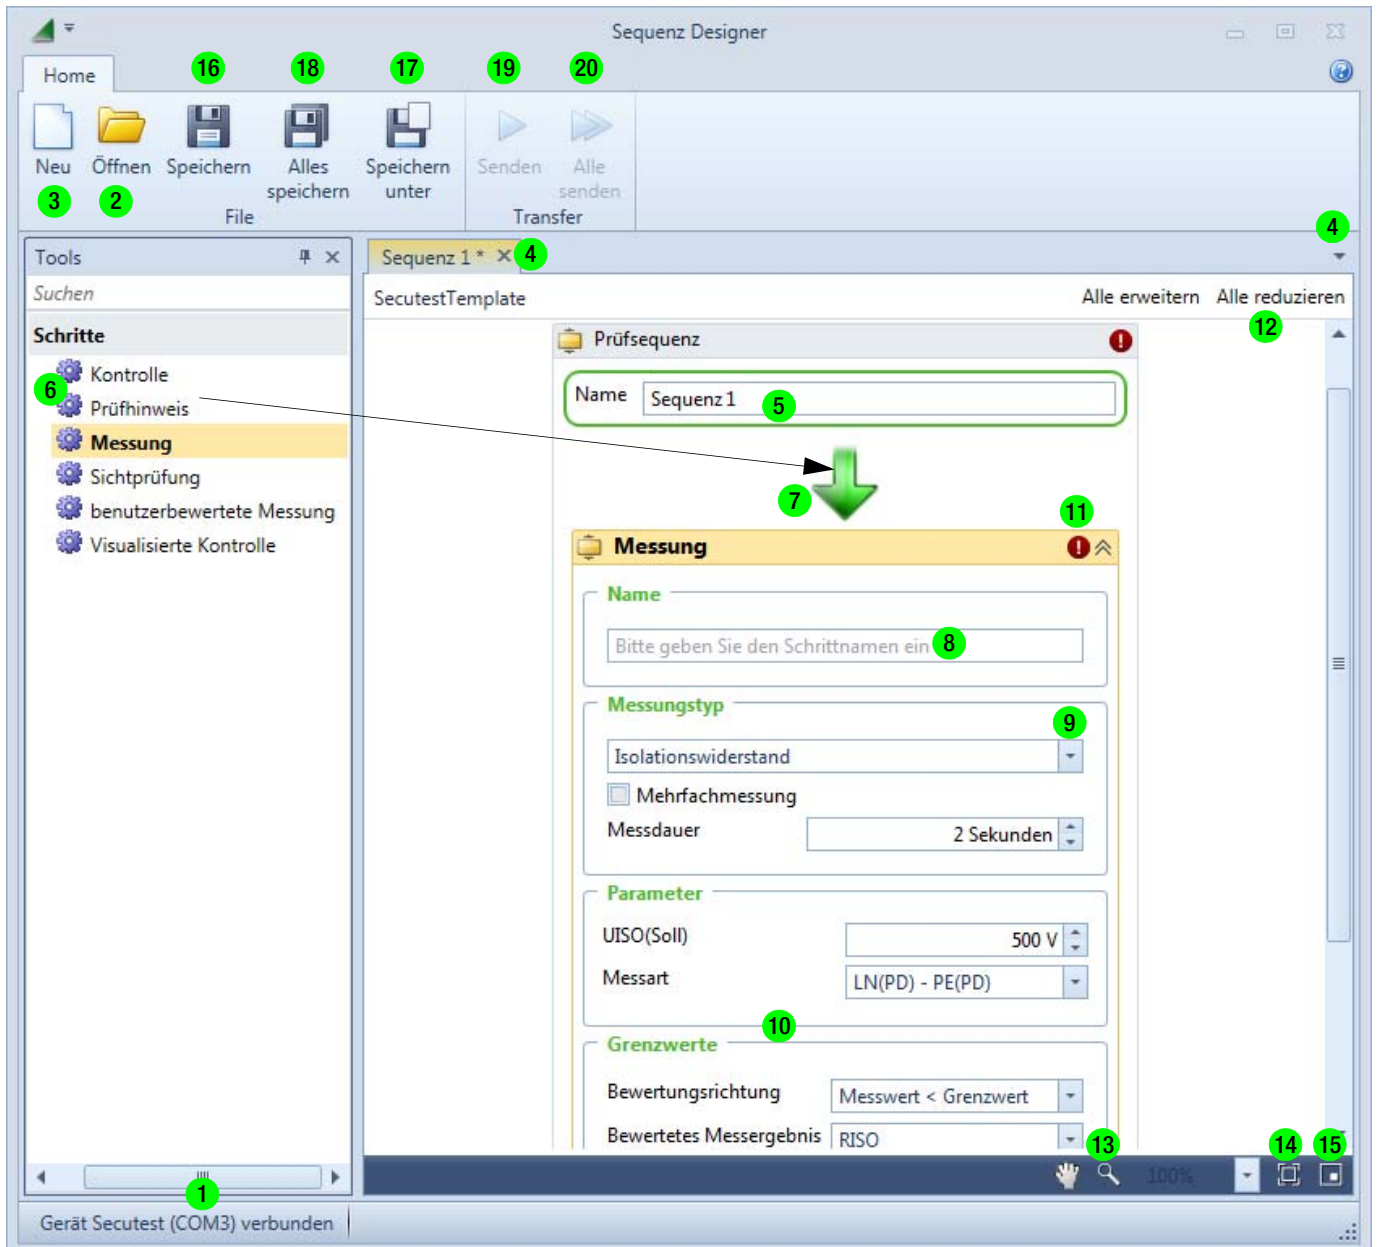 Sequenz Designer
Home
16
18
17
19
20
Neu
Öffnen
Speichern
Alles
speichern
Speichern
unter
Senden
Alle
senden
3
2
File
Transfer
4
Tools
Sequenz 1 *
4
Suchen
SecutestTemplate
Alle erweitern
Alle reduzieren
12
Schritte
Kontrolle
6
Prüfhinweis
Messung
Sichtprüfung
benutzerbewertete Messung
Visualisierte Kontrolle
Prüfsequenz
Name
Sequenz 1
5
7
11
Messung
Name
Bitte geben Sie den Schrittnamen ein
8
Messungstyp
9
Isolationswiderstand
Mehrfachmessung
Messdauer
2 Sekunden
Parameter
UISO(Soll)
500 V
Messart
LN(PD) - PE(PD)
10
Grenzwerte
Bewertungsrichtung
Messwert < Grenzwert
Bewertetes Messergebnis
RISO
13
14
15
100%
1
Gerät Secutest (COM3) verbunden